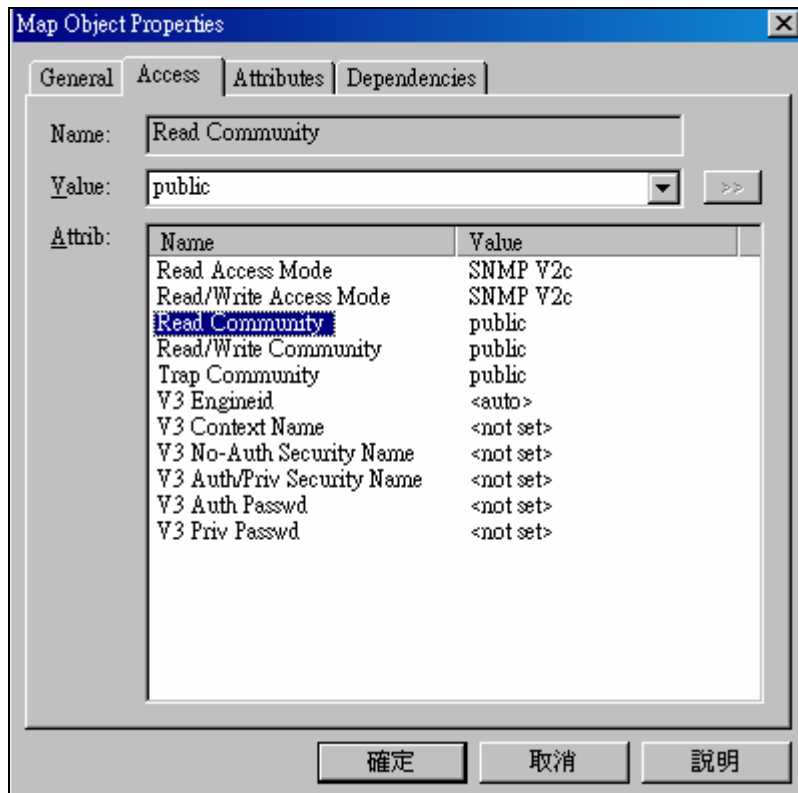 Map Object Properties
General Access Attributes Dependencies
Name: Read Community
Value: public >>
Attrib: Name Value
Read Access Mode SNMP V2c
Read/Write Access Mode SNMP V2c
Read Community public
Read/Write Community public
Trap Community public
V3 Engineid <auto>
V3 Context Name <not set>
V3 No-Auth Security Name <not set>
V3 Auth/Priv Security Name <not set>
V3 Auth Passwd <not set>
V3 Priv Passwd <not set>
確定 取消 說明